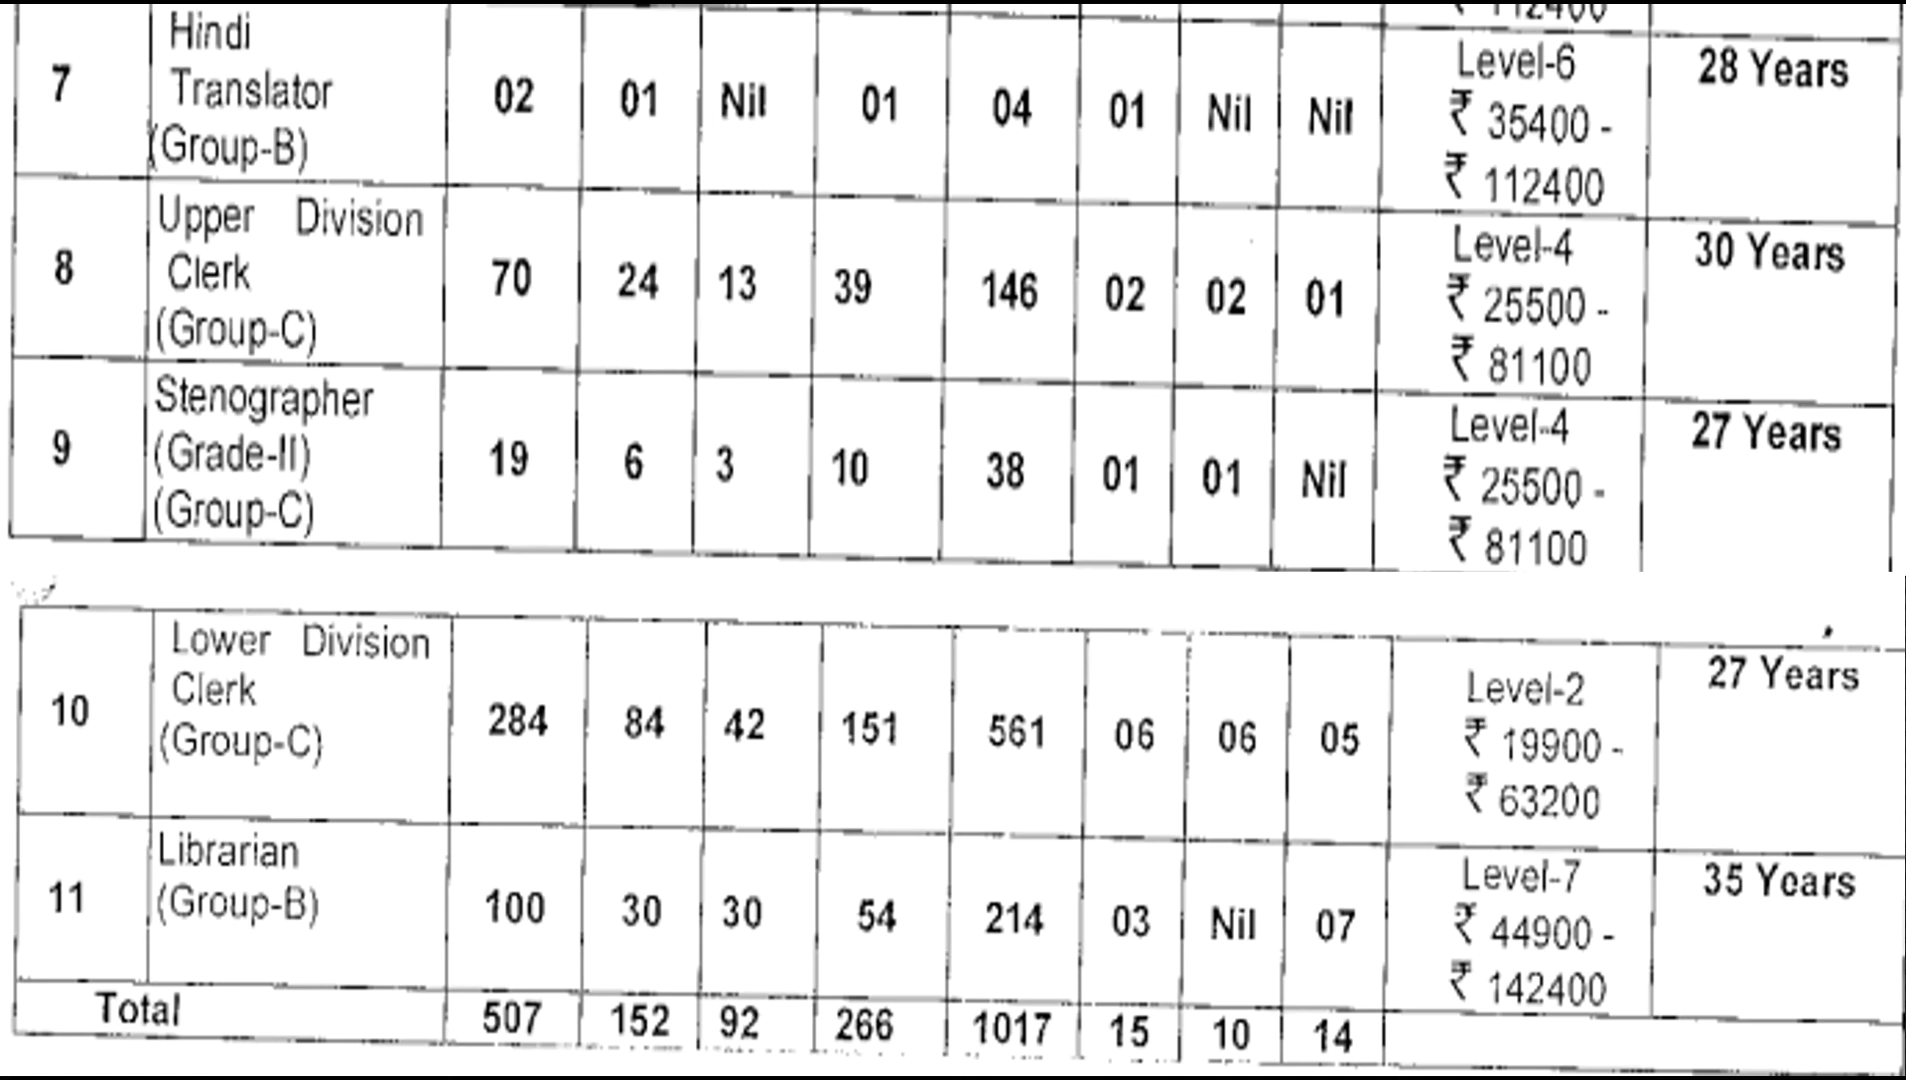 ₹ 112400
7 Hindi Translator (Group-B) 02 01 Nil 01 04 01 Nil Nil Level-6 ₹ 35400 - ₹ 112400 28 Years
8 Upper Division Clerk (Group-C) 70 24 13 39 146 02 02 01 Level-4 ₹ 25500 - ₹ 81100 30 Years
9 Stenographer (Grade-II) (Group-C) 19 6 3 10 38 01 01 Nil Level-4 ₹ 25500 - ₹ 81100 27 Years
10 Lower Division Clerk (Group-C) 284 84 42 151 561 06 06 05 Level-2 ₹ 19900 - ₹ 63200 27 Years
11 Librarian (Group-B) 100 30 30 54 214 03 Nil 07 Level-7 ₹ 44900 - ₹ 142400 35 Years
Total 507 152 92 266 1017 15 10 14